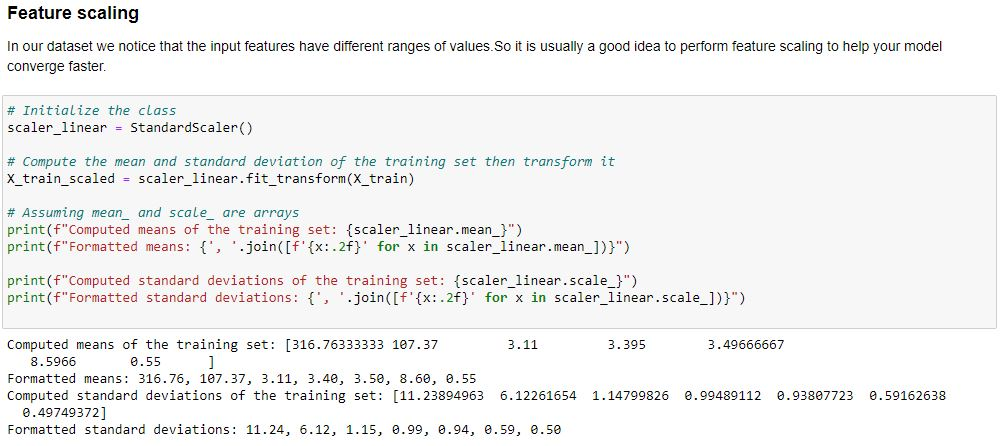 Feature scaling
In our dataset we notice that the input features have different ranges of values.So it is usually a good idea to perform feature scaling to help your model
converge faster.
# Initialize the class
scaler_linear = StandardScaler()
# Compute the mean and standard deviation of the training set then transform it
X_train_scaled = scaler_linear.fit_transform(X_train)
# Assuming mean_ and scale_ are arrays
print(f"Computed means of the training set: {scaler_linear.mean_}")
print(f"Formatted means: {', '.join([f'{x:.2f}' for x in scaler_linear.mean_])}")
print(f"Computed standard deviations of the training set: {scaler_linear.scale_}")
print(f"Formatted standard deviations: {', '.join([f'{x:.2f}' for x in scaler_linear.scale_])}")
Computed means of the training set: [316.76333333 107.37         3.11         3.395        3.49666667
   8.5966       0.55      ]
Formatted means: 316.76, 107.37, 3.11, 3.40, 3.50, 8.60, 0.55
Computed standard deviations of the training set: [11.23894963  6.12261654  1.14799826  0.99489112  0.93807723  0.59162638
  0.49749372]
Formatted standard deviations: 11.24, 6.12, 1.15, 0.99, 0.94, 0.59, 0.50